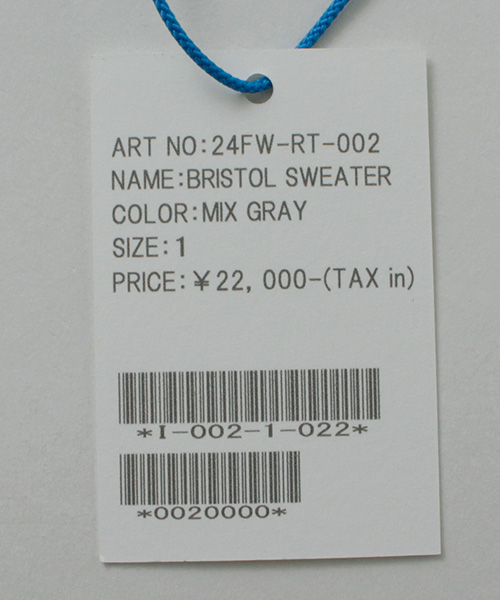 ART NO:24FW-RT-002
NAME:BRISTOL SWEATER
COLOR:MIX GRAY
SIZE:1
PRICE:¥22, 000-(TAX in)
*I-002-1-022*
*0020000*